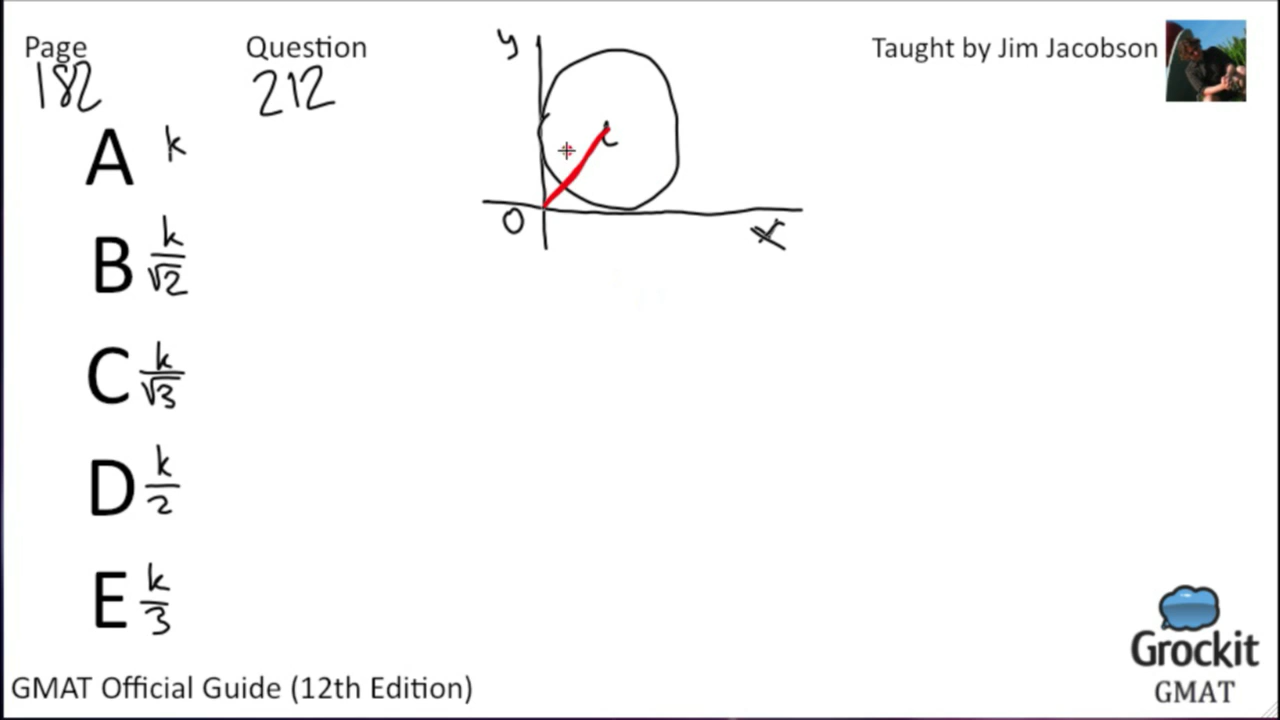 Page
182
Question
212
Taught by Jim Jacobson
y
c
O
x
A k
B k/√2
C k/√3
D k/2
E k/3
Grockit
GMAT
GMAT Official Guide (12th Edition)